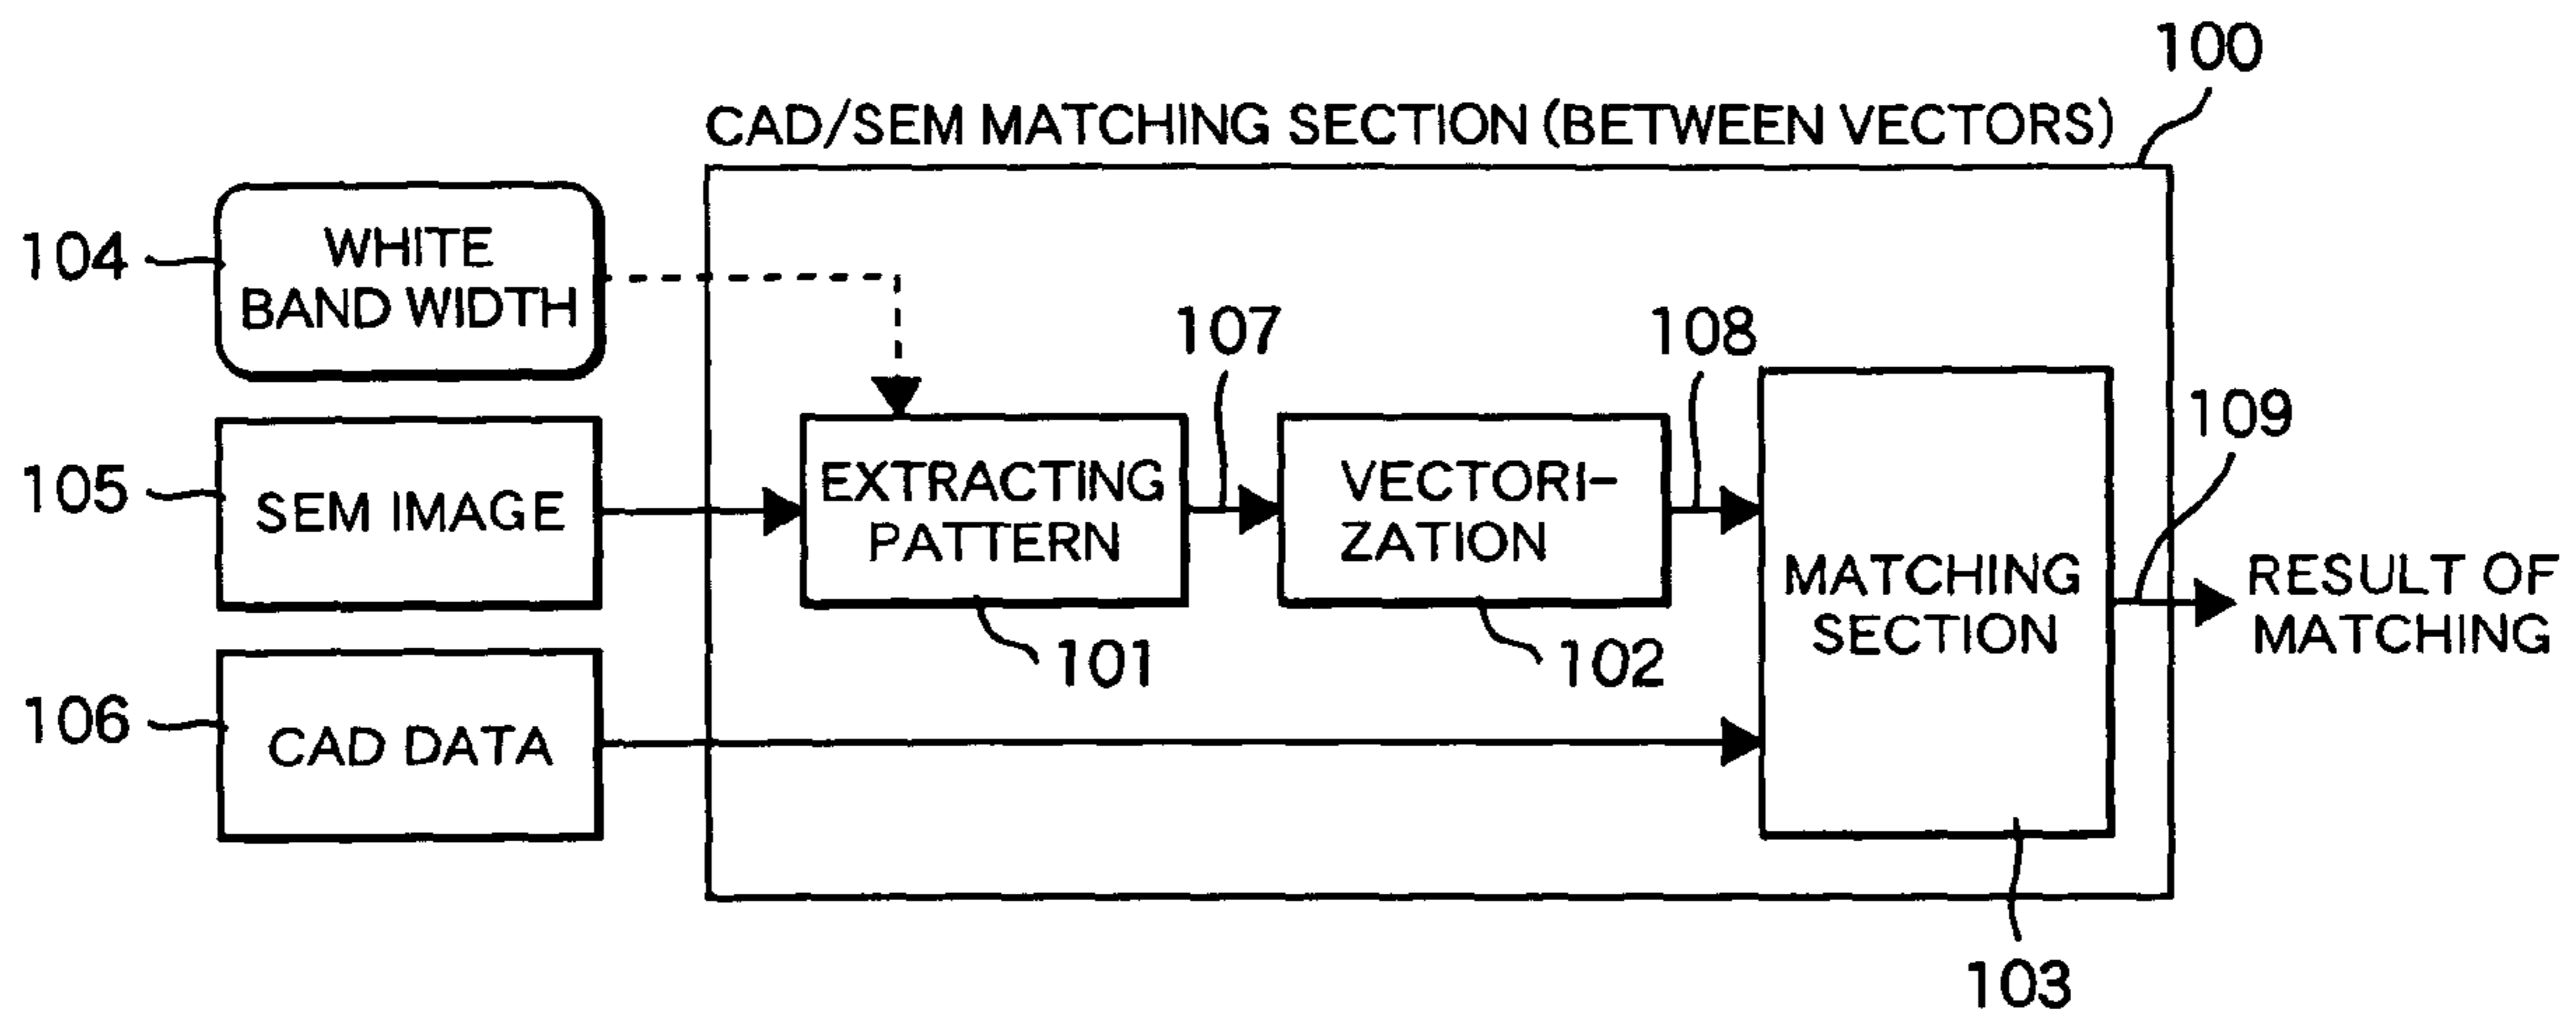 100
CAD/SEM MATCHING SECTION (BETWEEN VECTORS)
104
WHITE
BAND WIDTH
107
108
109
105
SEM IMAGE
EXTRACTING
PATTERN
VECTORI-
ZATION
MATCHING
SECTION
RESULT OF
MATCHING
101
102
106
CAD DATA
103